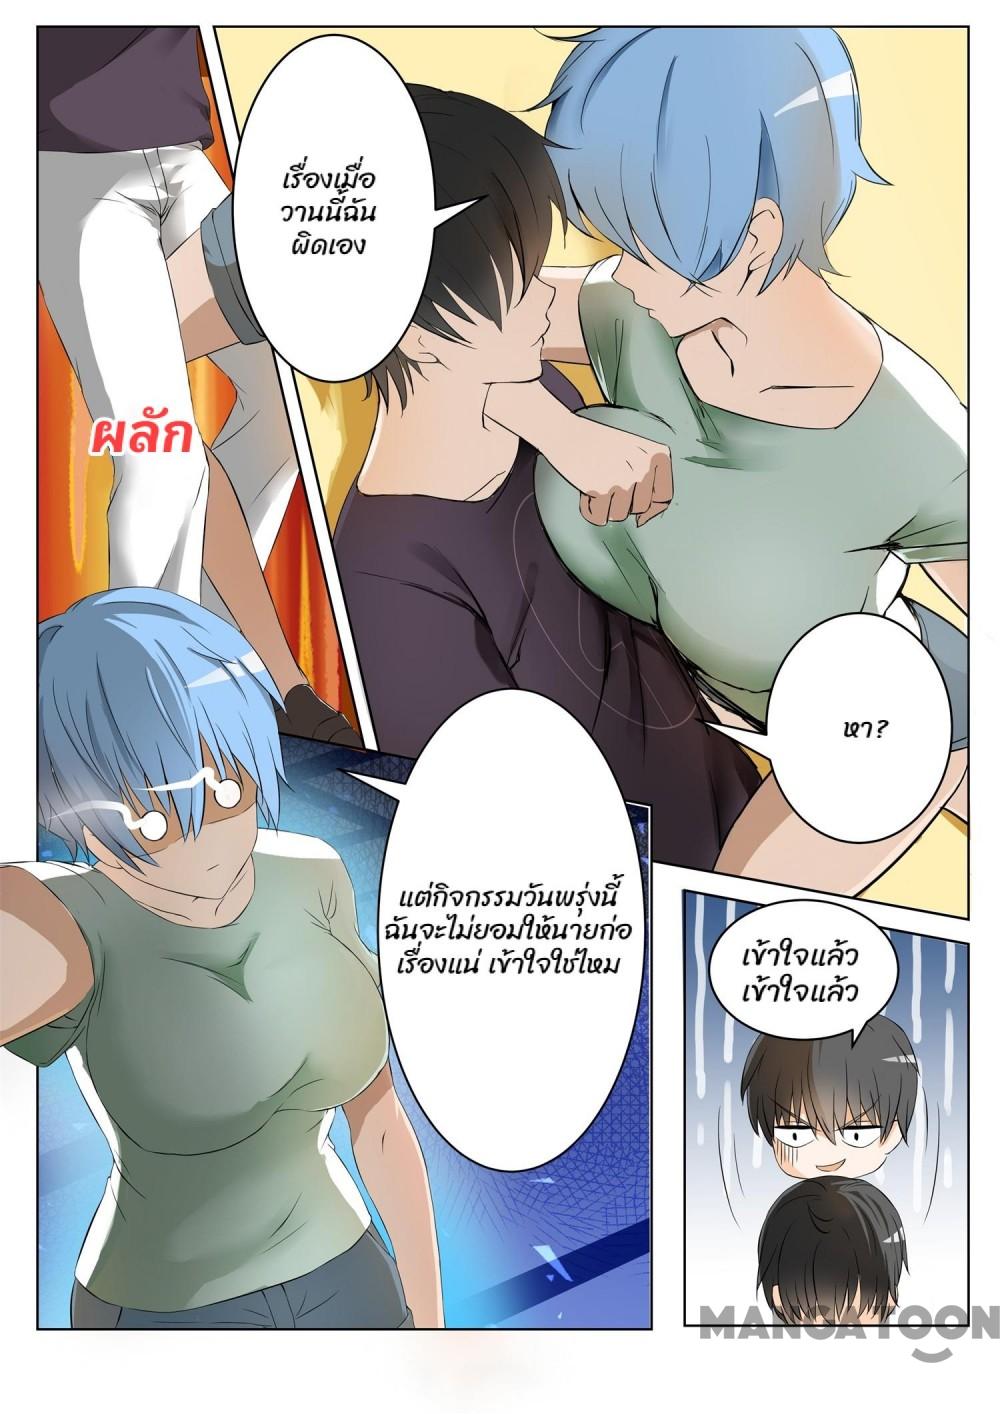 เรื่องเมื่อ
วานนี้ฉัน
ผิดเอง
ผลัก
หา?
แต่กิจกรรมวันพรุ่งนี้
ฉันจะไม่ยอมให้นายก่อ
เรื่องแน่ เข้าใจใช่ไหม
เข้าใจแล้ว
เข้าใจแล้ว
MANGATOON